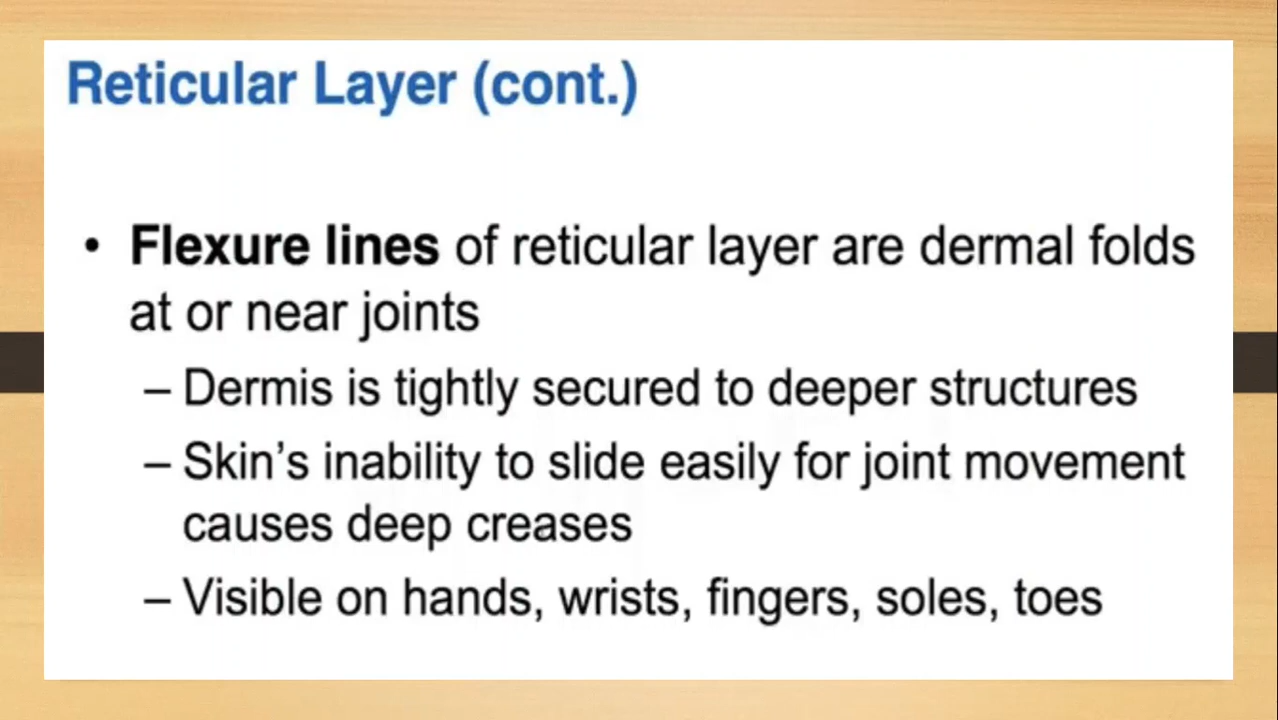 Reticular Layer (cont.)
• Flexure lines of reticular layer are dermal folds
at or near joints
– Dermis is tightly secured to deeper structures
– Skin’s inability to slide easily for joint movement
causes deep creases
– Visible on hands, wrists, fingers, soles, toes